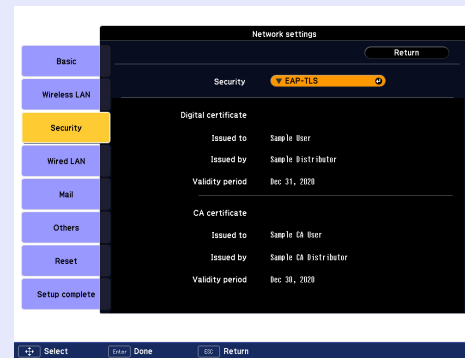 Network settings
Return
Basic
Security ▼ EAP-TLS
Wireless LAN
Digital certificate
Security
Issued to Sample User
Wired LAN
Issued by Sample Distributor
Validity period Dec 31, 2020
Mail
CA certificate
Others
Issued to Sample CA User
Reset
Issued by Sample CA Distributor
Validity period Dec 30, 2020
Setup complete
Select Enter Done ESC Return